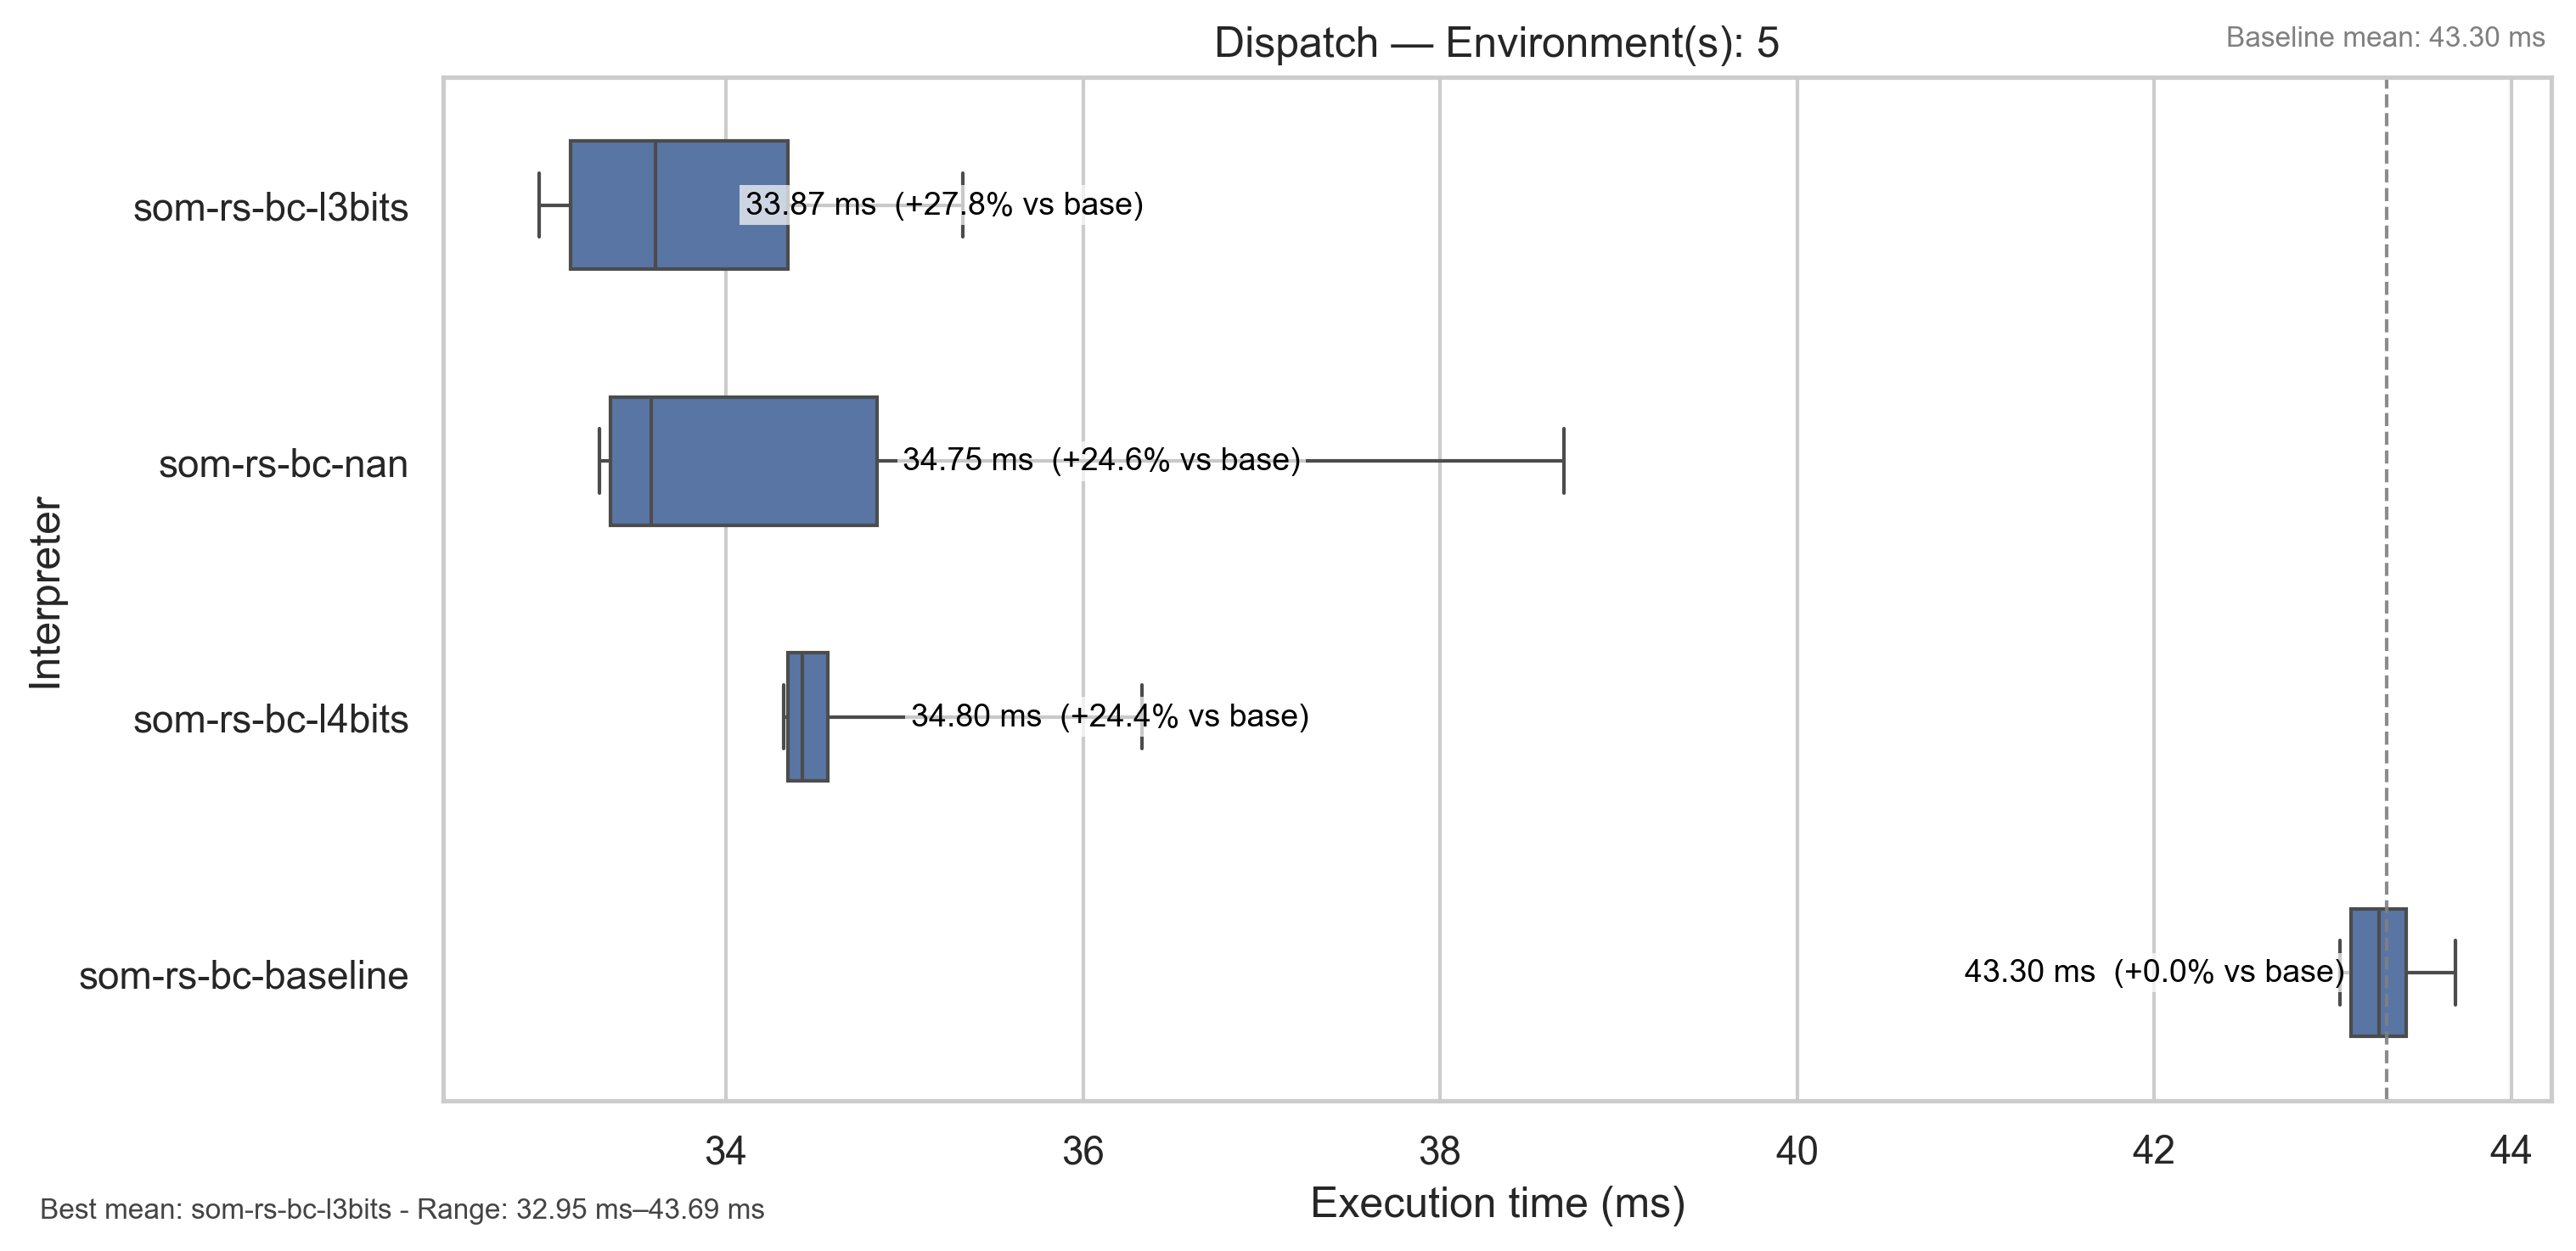 Dispatch — Environment(s): 5
Baseline mean: 43.30 ms
som-rs-bc-l3bits
33.87 ms (+27.8% vs base)
som-rs-bc-nan
34.75 ms (+24.6% vs base)
Interpreter
som-rs-bc-l4bits
34.80 ms (+24.4% vs base)
som-rs-bc-baseline
43.30 ms (+0.0% vs base)
34 36 38 40 42 44
Execution time (ms)
Best mean: som-rs-bc-l3bits - Range: 32.95 ms–43.69 ms